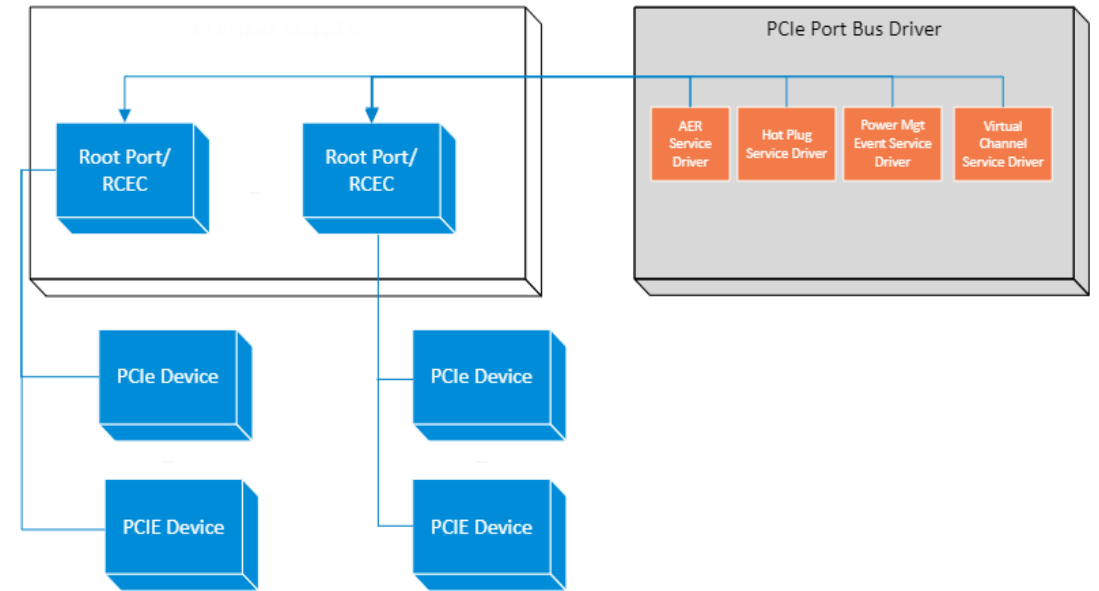 PCIe Port Bus Driver
AER
Service
Driver
Hot Plug
Service Driver
Power Mgt
Event Service
Driver
Virtual
Channel
Service Driver
Root Port/
RCEC
Root Port/
RCEC
PCIe Device
PCIe Device
PCIE Device
PCIE Device